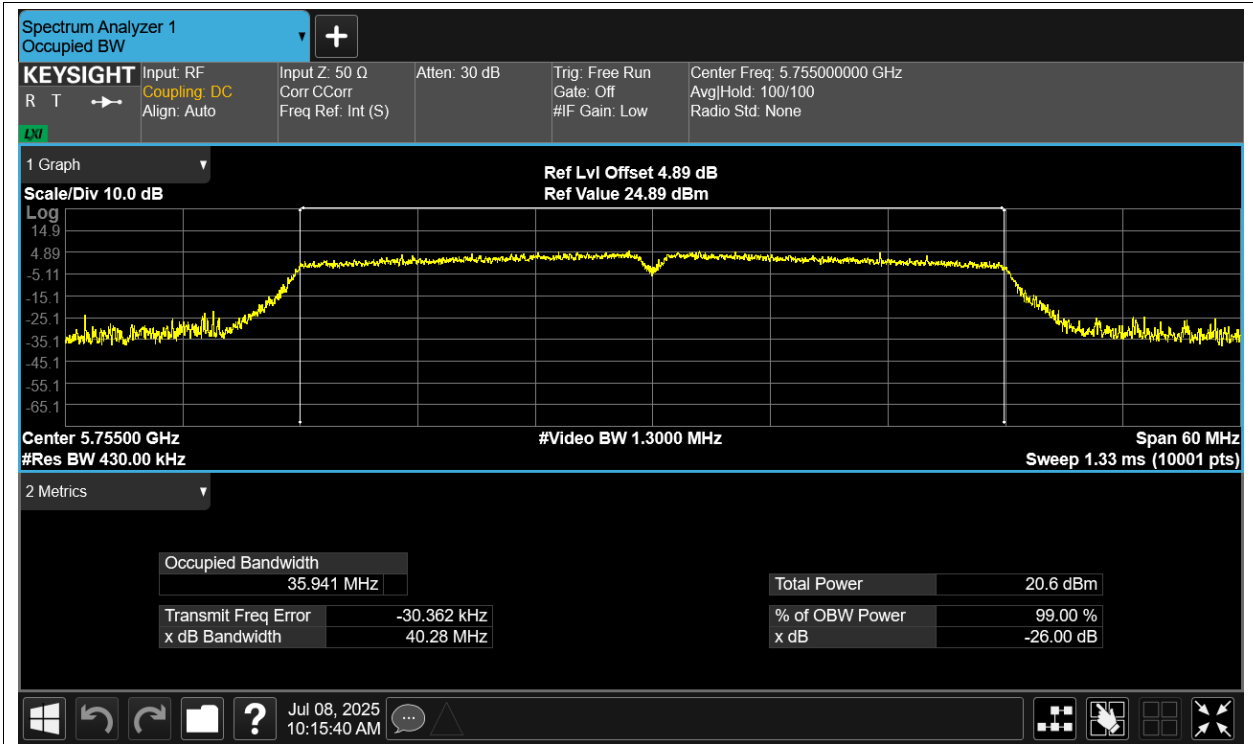 Spectrum Analyzer 1
Occupied BW
KEYSIGHT
R T
LXI
Input: RF
Coupling: DC
Align: Auto
Input Z: 50 Ω
Corr CCorr
Freq Ref: Int (S)
Atten: 30 dB
Trig: Free Run
Gate: Off
#IF Gain: Low
Center Freq: 5.755000000 GHz
Avg|Hold: 100/100
Radio Std: None
1 Graph
Scale/Div 10.0 dB
Ref Lvl Offset 4.89 dB
Ref Value 24.89 dBm
Log
14.9
4.89
-5.11
-15.1
-25.1
-35.1
-45.1
-55.1
-65.1
Center 5.75500 GHz
#Res BW 430.00 kHz
#Video BW 1.3000 MHz
Span 60 MHz
Sweep 1.33 ms (10001 pts)
2 Metrics
Occupied Bandwidth
35.941 MHz
Transmit Freq Error -30.362 kHz
x dB Bandwidth 40.28 MHz
Total Power 20.6 dBm
% of OBW Power 99.00 %
x dB -26.00 dB
?
Jul 08, 2025
10:15:40 AM